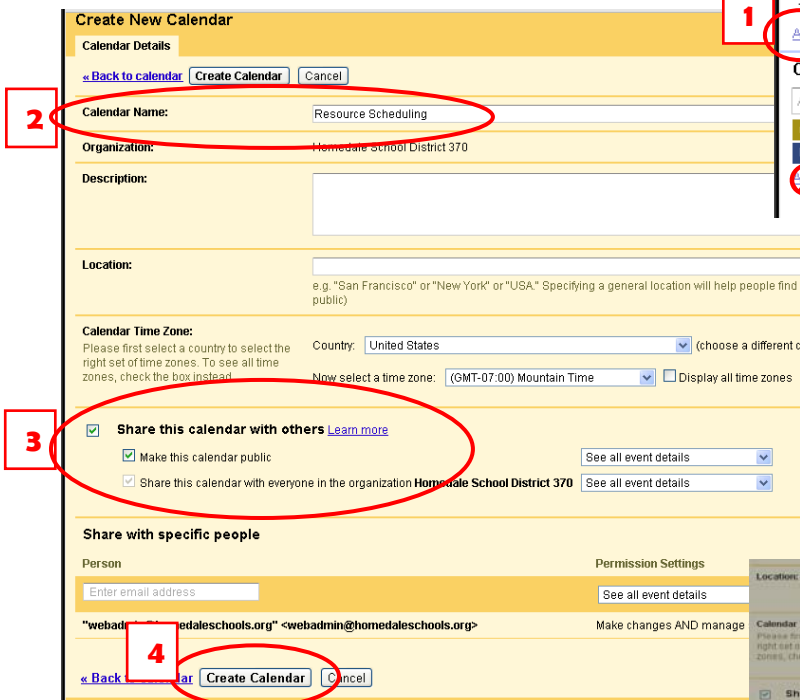 Create New Calendar
1
Calendar Details
« Back to calendar Create Calendar Cancel
2
Calendar Name: Resource Scheduling
Organization: Homedale School District 370
Description:
Location:
e.g. "San Francisco" or "New York" or "USA." Specifying a general location will help people find
public)
Calendar Time Zone:
Please first select a country to select the
right set of time zones. To see all time
zones, check the box instead.
Country: United States (choose a different
Now select a time zone: (GMT-07:00) Mountain Time Display all time zones
3
Share this calendar with others Learn more
Make this calendar public See all event details
Share this calendar with everyone in the organization Homedale School District 370 See all event details
Share with specific people
Person Permission Settings
Enter email address See all event details
<webadmin@homedaleschools.org> Make changes AND manage
4
« Back Create Calendar Cancel
Location:
Calendar
Please
right set
zones,